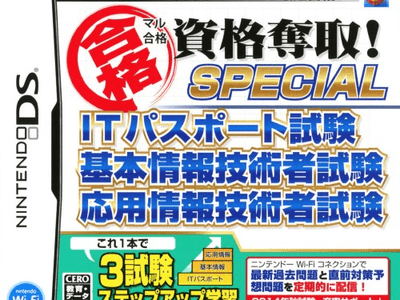 NINTENDO DS
合格
マル合格
資格奪取!
SPECIAL
ITパスポート試験
基本情報技術者試験
応用情報技術者試験
これ1本で
3試験
ステップアップ学習
応用情報
基本情報
ITパスポート
ニンテンドーWi-Fiコネクションで
最新過去問題と直前対策予
想問題を定期的に配信!
Nintendo
Wi-Fi
CERO
教育・
データ